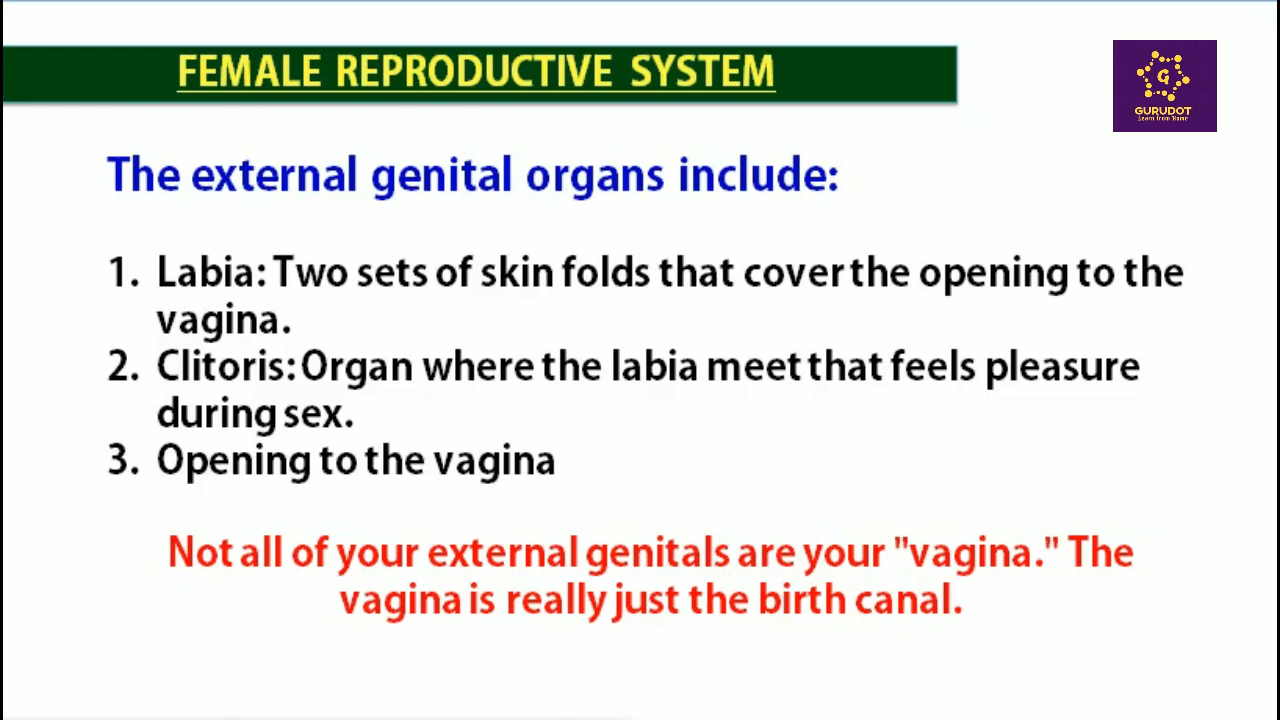 FEMALE REPRODUCTIVE SYSTEM
G
GURUDOT
Learn from Home
The external genital organs include:
1. Labia: Two sets of skin folds that cover the opening to the
vagina.
2. Clitoris: Organ where the labia meet that feels pleasure
during sex.
3. Opening to the vagina
Not all of your external genitals are your "vagina." The
vagina is really just the birth canal.